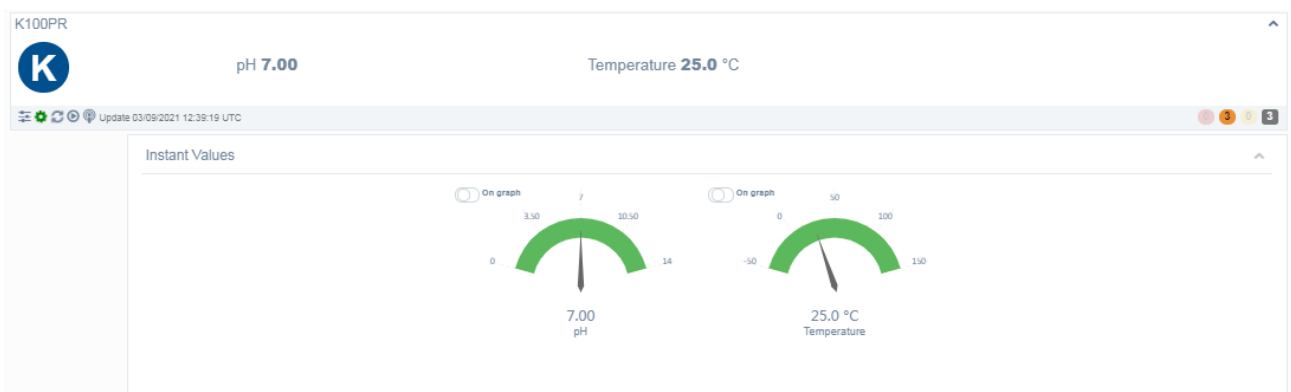 K100PR
K
pH 7.00
Temperature 25.0 °C
Update 03/09/2021 12:39:19 UTC
3 0 3
Instant Values
On graph
7
3.50 10.50
0 14
7.00
pH
On graph
50
0 100
-50 150
25.0 °C
Temperature